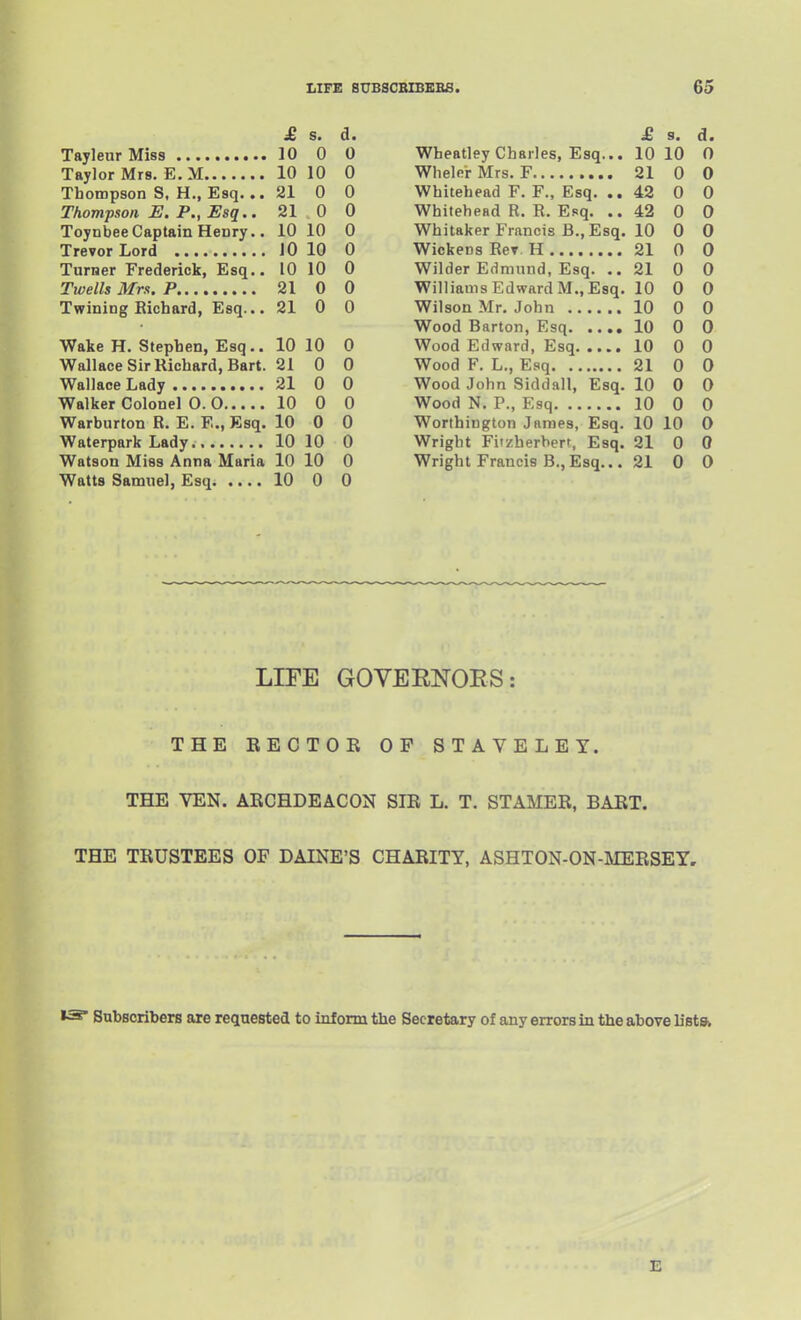 LIFE SUBSCRIBERS. 65
£ s. d.
Tayleur Miss ........... 10 0 0
Taylor Mrs. E. M....... 10 10 0
Thompson S, H., Esq. .. 21 0 0
Thompson E. P., Esq.. 21 0 0
Toynbee Captain Henry.. 10 10 0
Trevor Lord ........... 10 10 0
Turner Frederick, Esq.. 10 10 0
Twells Mrs. P......... 21 0 0
Twining Richard, Esq... 21 0 0
Wake H. Stephen, Esq.. 10 10 0
Wallace Sir Richard, Bart. 21 0 0
Wallace Lady .......... 21 0 0
Walker Colonel O. O..... 10 0 0
Warburton R. E. E., Esq. 10 0 0
Waterpark Lady......... 10 10 0
Watson Miss Anna Maria 10 10 0
Watts Samuel, Esq. .... 10 0 0
£ s. d.
Wheatley Charles, Esq... 10 10 0
Wheler Mrs. F......... 21 0 0
Whitehead F. F., Esq. .. 42 0 0
Whitehead R. R. Esq. .. 42 0 0
Whitaker Francis B., Esq. 10 0 0
Wickens Rev. H ........ 21 0 0
Wilder Edmund, Esq. .. 21 0 0
Williams Edward M., Esq. 10 0 0
Wilson Mr. John ...... 10 0 0
Wood Barton, Esq. .... 10 0 0
Wood Edward, Esq. .... 10 0 0
Wood F. L., Esq. ....... 21 0 0
Wood John Siddall, Esq. 10 0 0
Wood N. P., Esq. ...... 10 0 0
Worthington James, Esq. 10 10 0
Wright Fitzherbert, Esq. 21 0 0
Wright Francis B., Esq... 21 0 0
LIFE GOVERNORS:
THE RECTOR OF STAVELEY.
THE VEN. ARCHDEACON SIR L. T. STAMER, BART.
THE TRUSTEES OF DAINE'S CHARITY, ASHTON-ON-MERSEY.
☞ Subscribers are requested to inform the Secretary of any errors in the above lists.
E